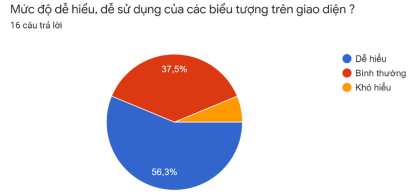 Mức độ dễ hiểu, dễ sử dụng của các biểu tượng trên giao diện ?
16 câu trả lời
37,5%
56,3%
Dễ hiểu
Bình thường
Khó hiểu